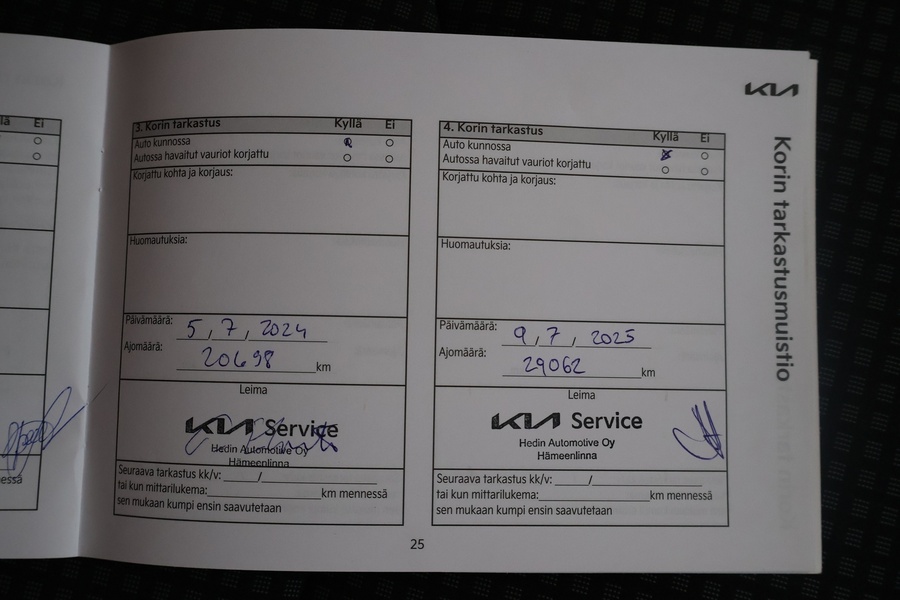 KIA
Korin tarkastusmuistio
Ei
3. Korin tarkastus Kyllä Ei
Auto kunnossa
Autossa havaitut vauriot korjattu
Korjattu kohta ja korjaus:
Huomautuksia:
Päivämäärä: 5, 7, 2024
Ajomäärä: 20698 km
Leima
KIA Service
Hedin Automotive Oy
Hämeenlinna
Seuraava tarkastus kk/v: /
tai kun mittarilukema: km mennessä
sen mukaan kumpi ensin saavutetaan
4. Korin tarkastus Kyllä Ei
Auto kunnossa
Autossa havaitut vauriot korjattu
Korjattu kohta ja korjaus:
Huomautuksia:
Päivämäärä: 9, 7, 2025
Ajomäärä: 29062 km
Leima
KIA Service
Hedin Automotive Oy
Hämeenlinna
Seuraava tarkastus kk/v: /
tai kun mittarilukema: km mennessä
sen mukaan kumpi ensin saavutetaan
25